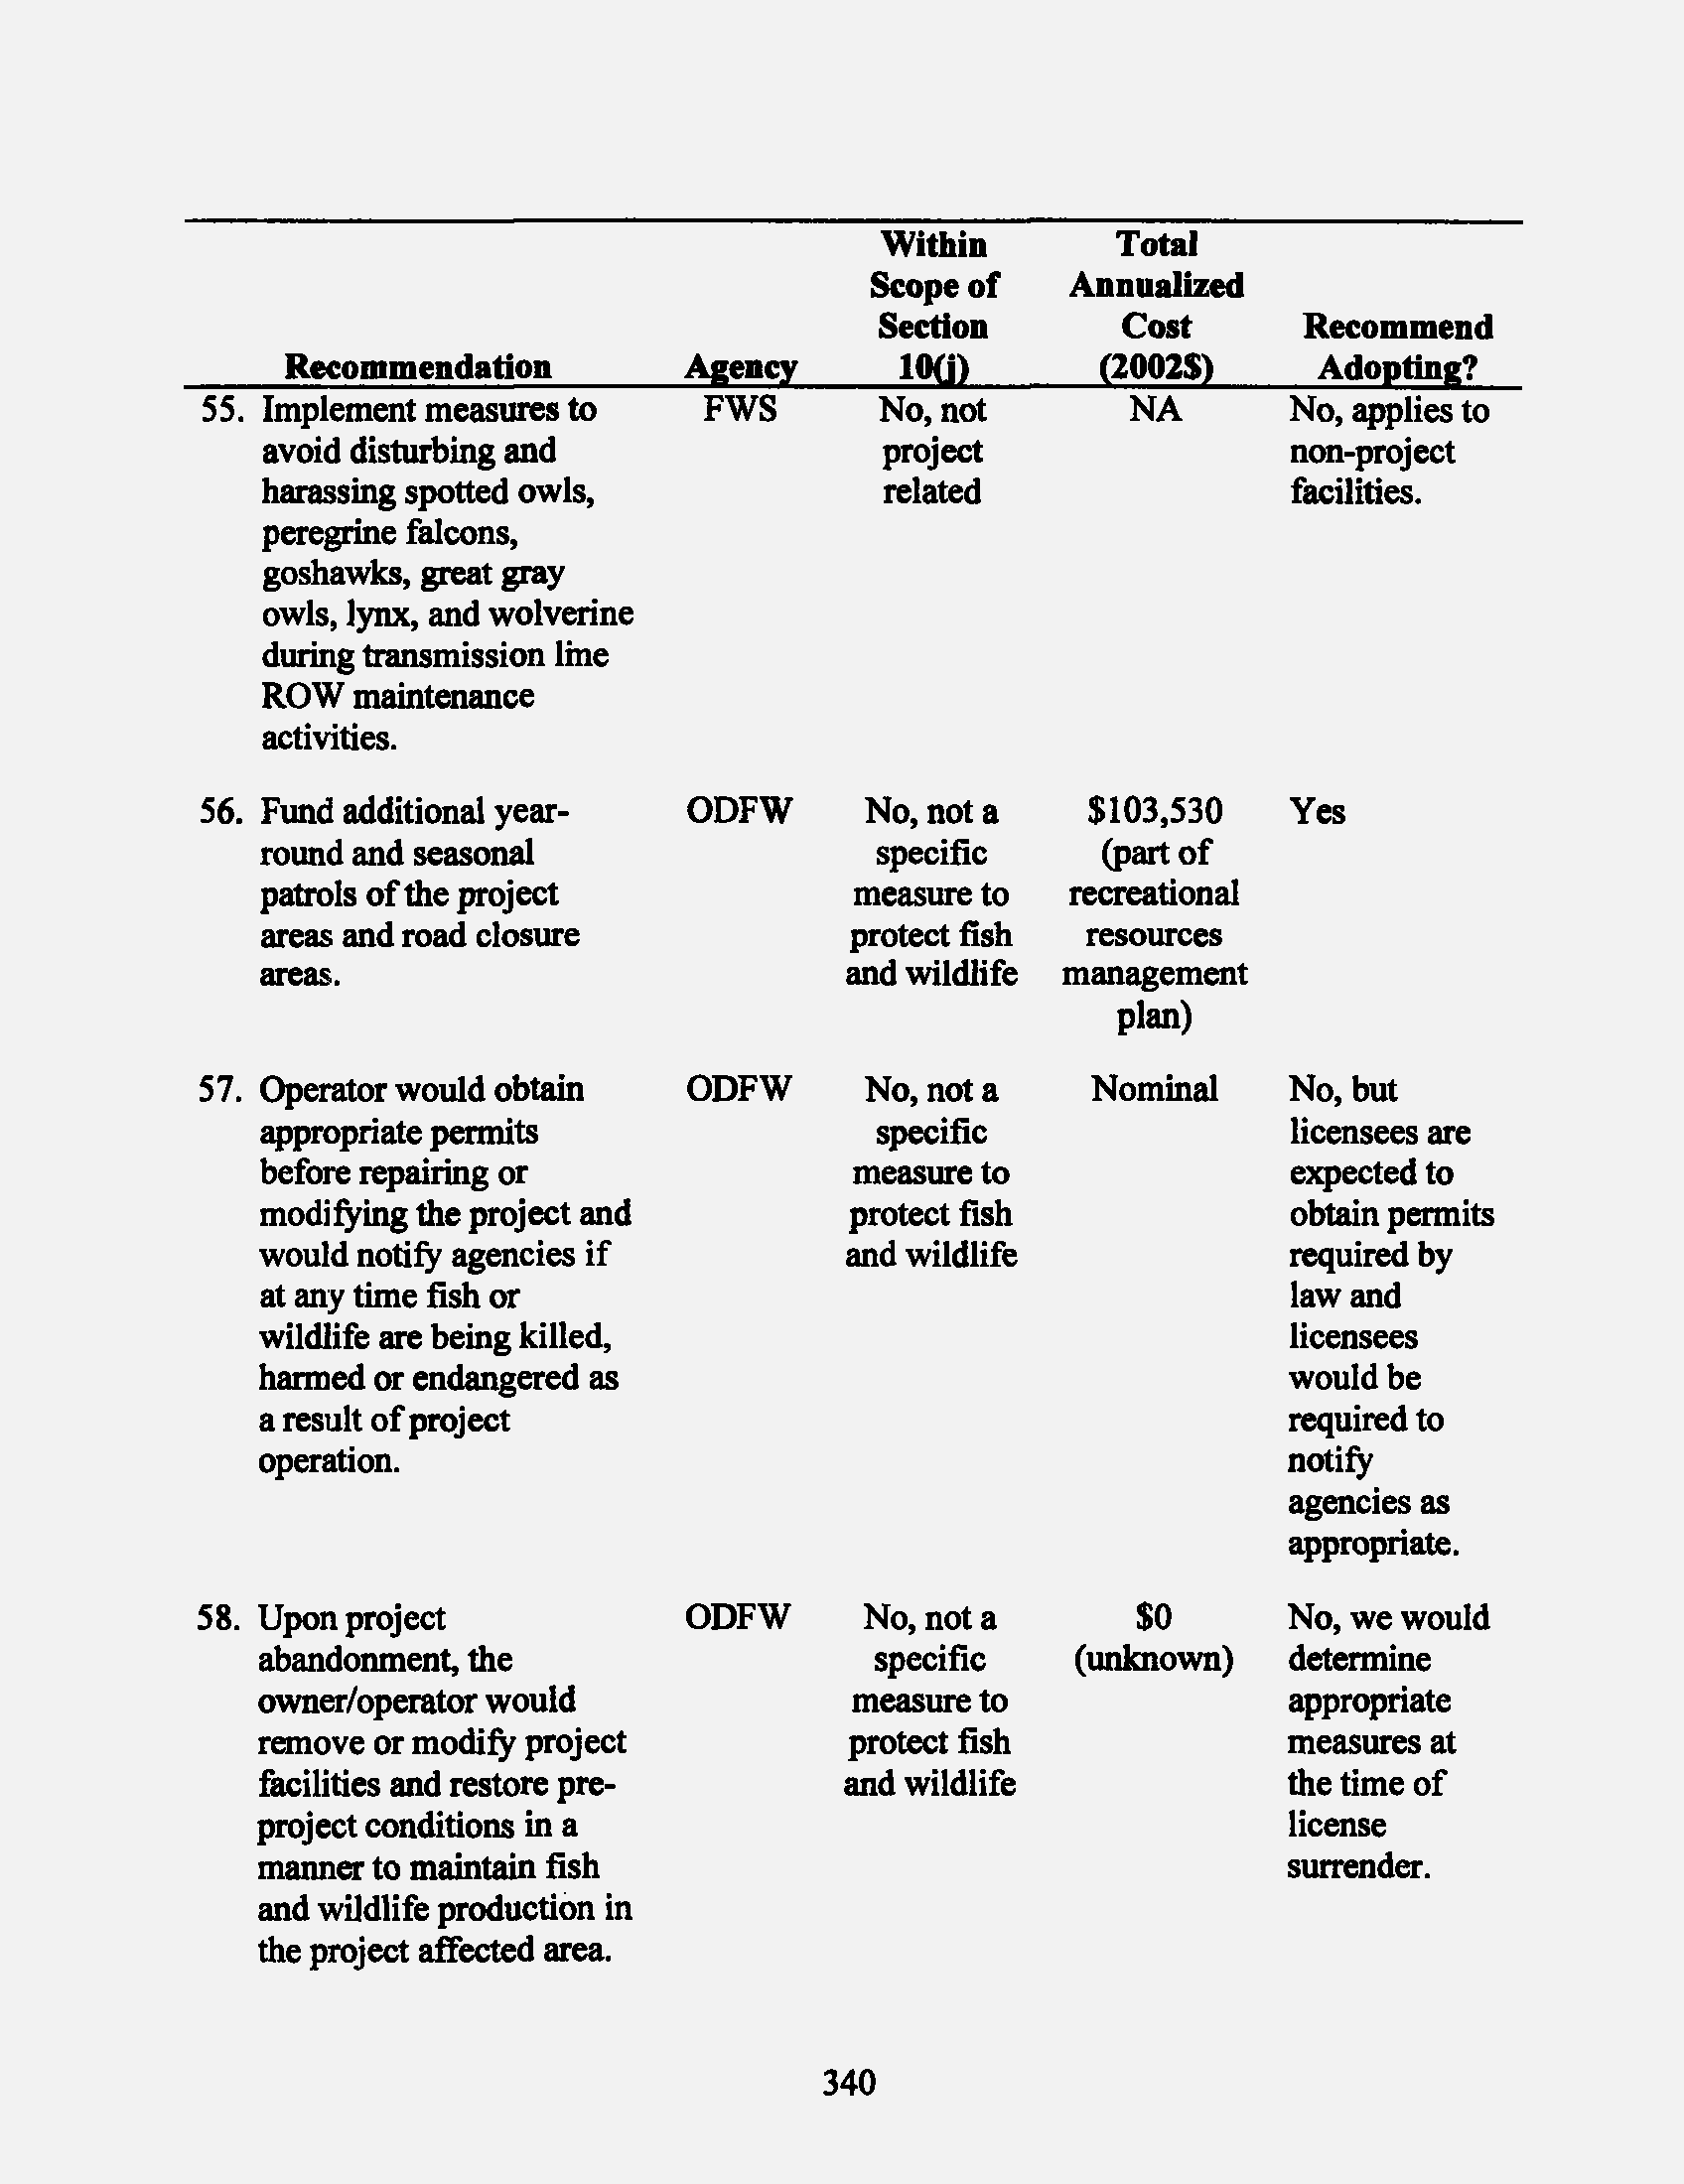 Within Total
Scope of Annualized
Section Cost Recommend
Recommendation Agency 10(j) (2002$) Adopting?
55. Implement measures to FWS No, not NA No, applies to
avoid disturbing and project non-project
harassing spotted owls, related facilities.
peregrine falcons,
goshawks, great gray
owls, lynx, and wolverine
during transmission line
ROW maintenance
activities.
56. Fund additional year- ODFW No, not a $103,530 Yes
round and seasonal specific (part of
patrols of the project measure to recreational
areas and road closure protect fish resources
areas. and wildlife management
plan)
57. Operator would obtain ODFW No, not a Nominal No, but
appropriate permits specific licensees are
before repairing or measure to expected to
modifying the project and protect fish obtain permits
would notify agencies if and wildlife required by
at any time fish or law and
wildlife are being killed, licensees
harmed or endangered as would be
a result of project required to
operation. notify
agencies as
appropriate.
58. Upon project ODFW No, not a $0 No, we would
abandonment, the specific (unknown) determine
owner/operator would measure to appropriate
remove or modify project protect fish measures at
facilities and restore pre- and wildlife the time of
project conditions in a license
manner to maintain fish surrender.
and wildlife production in
the project affected area.
340